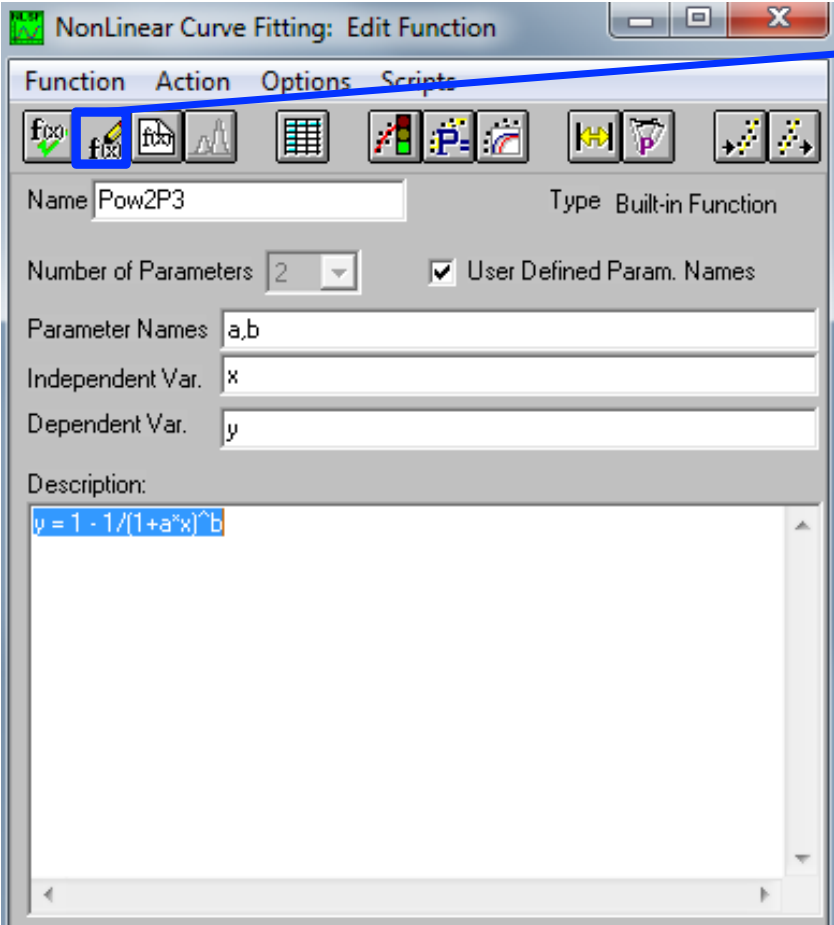 NonLinear Curve Fitting: Edit Function
Function Action Options Scripts
Name Pow2P3 Type Built-in Function
Number of Parameters 2 User Defined Param. Names
Parameter Names a,b
Independent Var. x
Dependent Var. y
Description:
y = 1 - 1/(1+a*x)^b